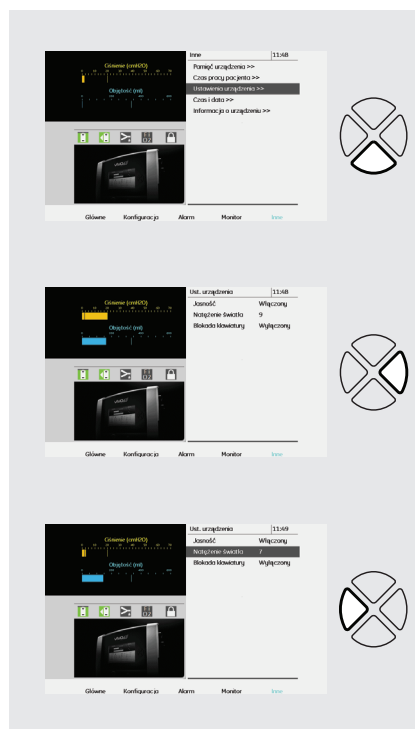 Inne 11:48
Ciśnienie (cmH2O)
Objętość (ml)
Pamięć urządzenia >>
Czas pracy pacjenta >>
Ustawienia urządzenia >>
Czas i data >>
Informacja o urządzeniu >>
Główne Konfiguracja Alarm Monitor Inne
Ust. urządzenia 11:48
Ciśnienie (cmH2O)
Objętość (ml)
Jasność Włączony
Natężenie światła 9
Blokada klawiatury Wyłączony
Główne Konfiguracja Alarm Monitor Inne
Ust. urządzenia 11:49
Ciśnienie (cmH2O)
Objętość (ml)
Jasność Włączony
Natężenie światła 7
Blokada klawiatury Wyłączony
Główne Konfiguracja Alarm Monitor Inne